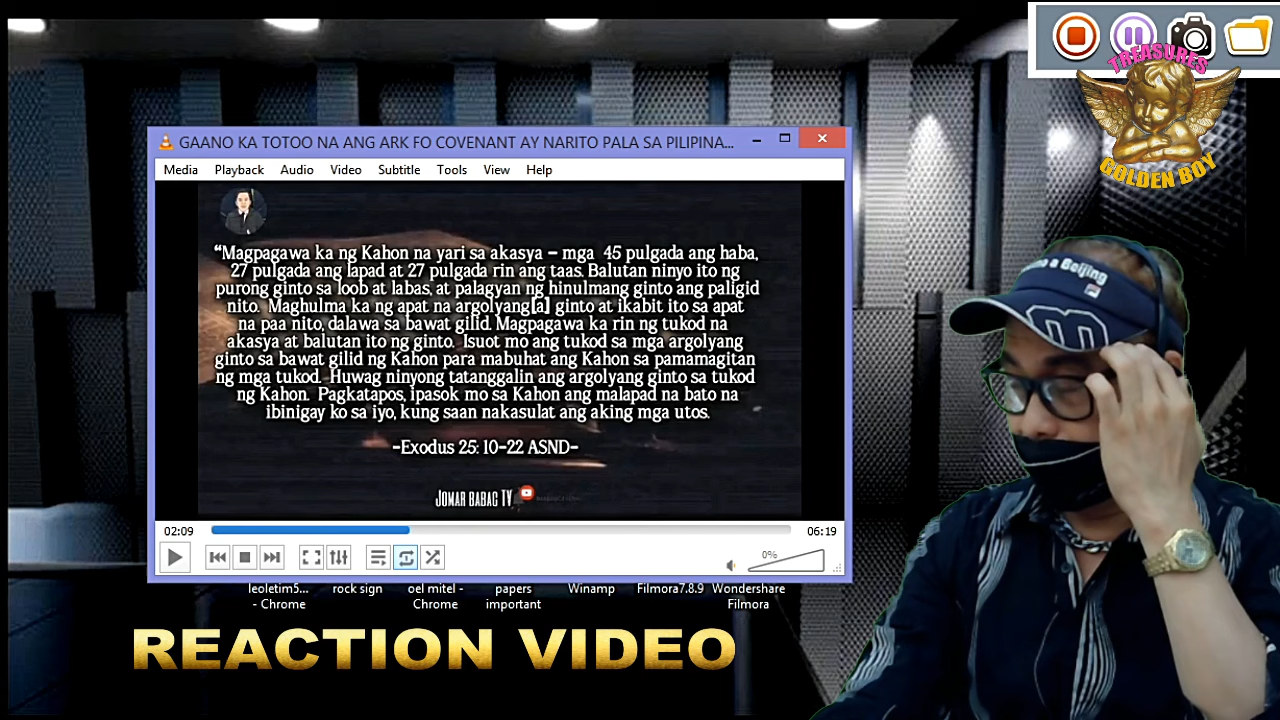 TREASURES
GOLDEN BOY
GAANO KA TOTOO NA ANG ARK FO COVENANT AY NARITO PALA SA PILIPINA...
Media Playback Audio Video Subtitle Tools View Help
“Magpagawa ka ng Kahon na yari sa akasya – mga 45 pulgada ang haba,
27 pulgada ang lapad at 27 pulgada rin ang taas. Balutan ninyo ito ng
purong ginto sa loob at labas, at palagyan ng hinulmang ginto ang paligid
nito. Maghulma ka ng apat na argolyang[a] ginto at ikabit ito sa apat
na paa nito, dalawa sa bawat gilid. Magpagawa ka rin ng tukod na
akasya at balutan ito ng ginto. Isuot mo ang tukod sa mga argolyang
ginto sa bawat gilid ng Kahon para mabuhat ang Kahon sa pamamagitan
ng mga tukod. Huwag ninyong tatanggalin ang argolyang ginto sa tukod
ng Kahon. Pagkatapos, ipasok mo sa Kahon ang malapad na bato na
ibinigay ko sa iyo, kung saan nakasulat ang aking mga utos.
-Exodus 25: 10-22 ASND-
JOMAR BABAG TV
02:09 06:19
0%
leoletim5... rock sign oel mitel - papers Winamp Filmora7.8.9 Wondershare
- Chrome Chrome important Filmora
REACTION VIDEO
Beijing